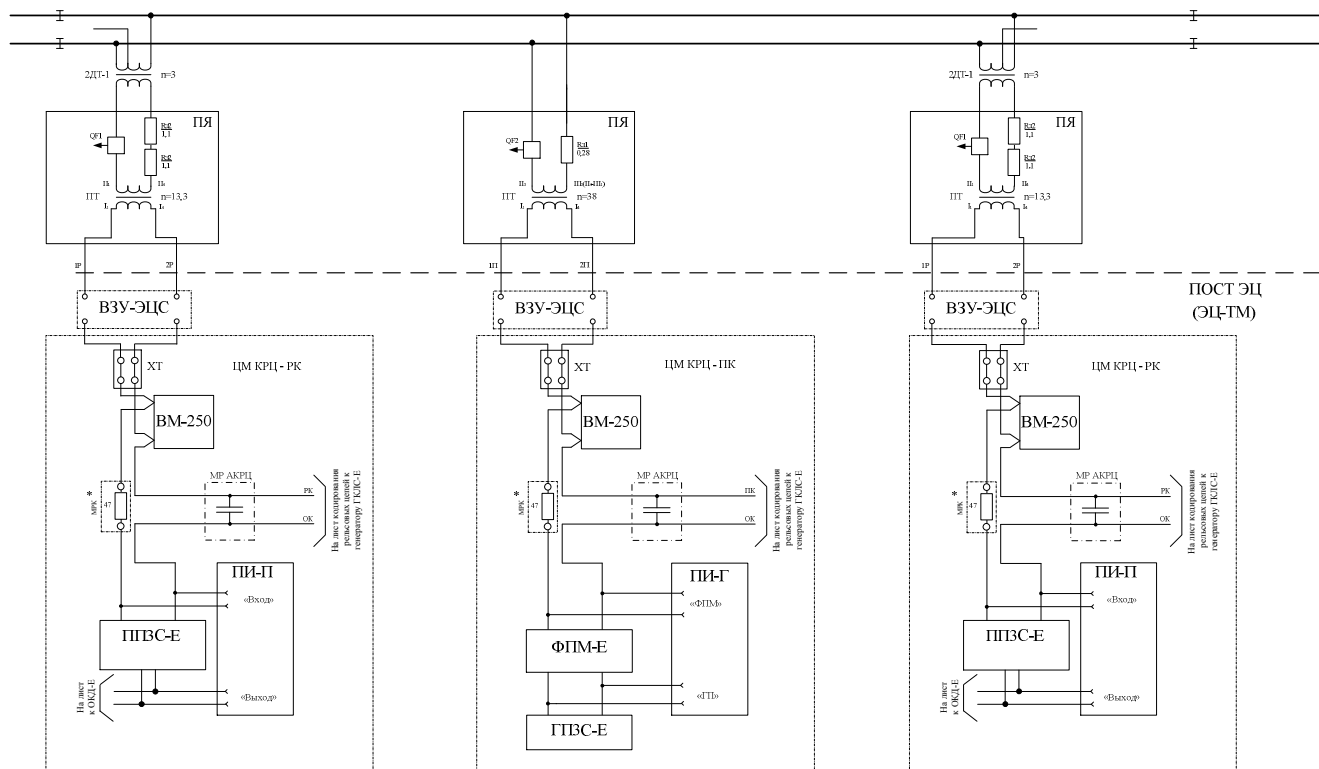 2ДТ-1
n=3
2ДТ-1
n=3
ПЯ
QF1
Rд2
1,1
Rд2
1,1
ПТ
n=13,3
ПЯ
QF2
Rд1
0,28
ПТ
n=38
ПЯ
QF1
Rд2
1,1
Rд2
1,1
ПТ
n=13,3
1Р
2Р
1П
2П
1Р
2Р
ПОСТ ЭЦ
(ЭЦ-ТМ)
ВЗУ-ЭЦС
ВЗУ-ЭЦС
ВЗУ-ЭЦС
ХТ
ЦМ КРЦ - РК
ВМ-250
*
МРК
47
МР АКРЦ
РК
ОК
На лист кодирования
рельсовых цепей к
генератору ГКЛС-Е
ПИ-П
«Вход»
ППЗС-Е
«Выход»
На лист
к ОКД-Е
ХТ
ЦМ КРЦ - ПК
ВМ-250
*
МРК
47
МР АКРЦ
ПК
ОК
На лист кодирования
рельсовых цепей к
генератору ГКЛС-Е
ПИ-Г
«ФПМ»
ФПМ-Е
«ГП»
ГПЗС-Е
ХТ
ЦМ КРЦ - РК
ВМ-250
*
МРК
47
МР АКРЦ
РК
ОК
На лист кодирования
рельсовых цепей к
генератору ГКЛС-Е
ПИ-П
«Вход»
ППЗС-Е
«Выход»
На лист
к ОКД-Е